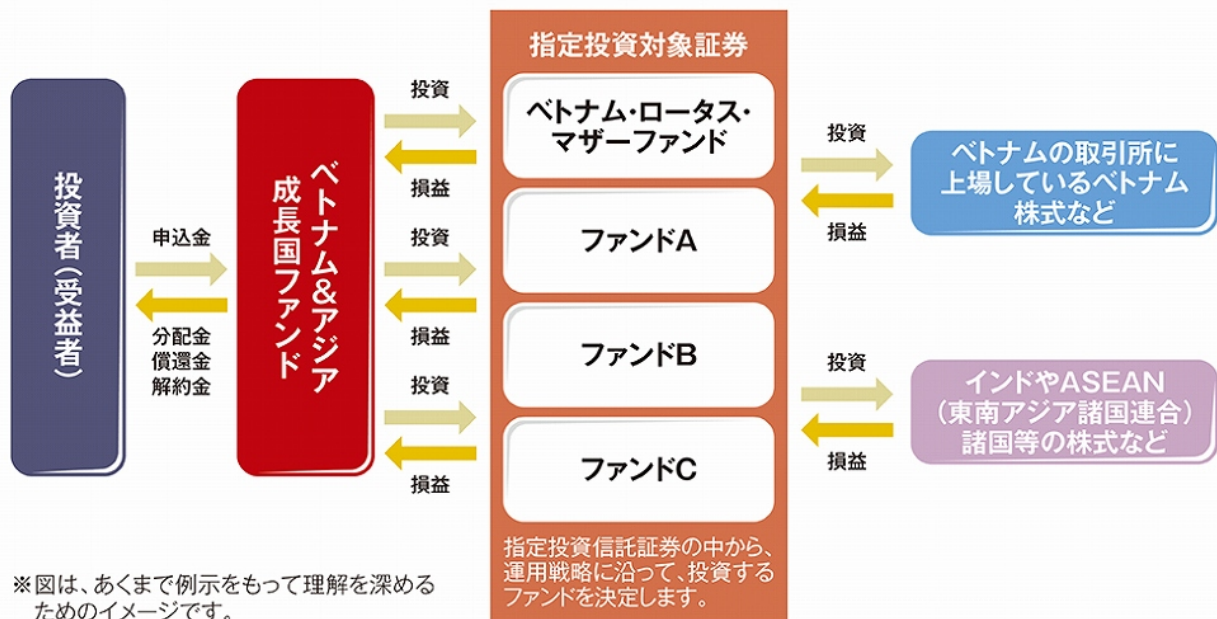 投資者(受益者)
申込金
分配金
償還金
解約金
ベトナム&アジア
成長国ファンド
投資
損益
投資
損益
投資
損益
指定投資対象証券
ベトナム・ロータス・
マザーファンド
ファンドA
ファンドB
ファンドC
指定投資信託証券の中から、
運用戦略に沿って、投資する
ファンドを決定します。
投資
損益
ベトナムの取引所に
上場しているベトナム
株式など
投資
損益
インドやASEAN
(東南アジア諸国連合)
諸国等の株式など
※図は、あくまで例示をもって理解を深める
ためのイメージです。